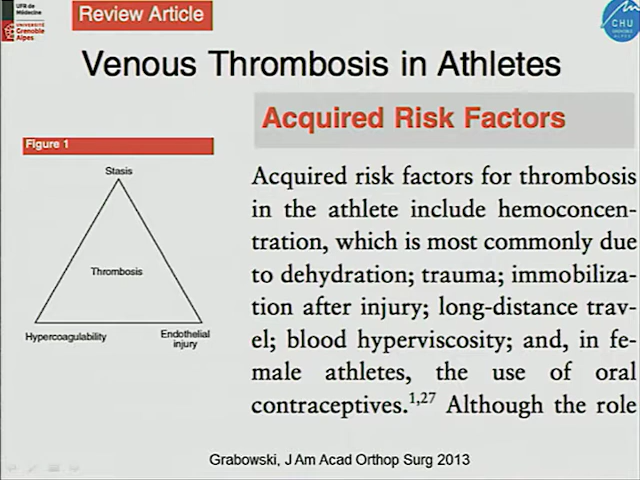 UFR de
Médecine
UNIVERSITÉ
Grenoble
Alpes
Review Article
CHU
GRENOBLE
ALPES
Venous Thrombosis in Athletes
Acquired Risk Factors
Figure 1
Stasis
Thrombosis
Hypercoagulability
Endothelial
injury
Acquired risk factors for thrombosis
in the athlete include hemoconcen-
tration, which is most commonly due
to dehydration; trauma; immobiliza-
tion after injury; long-distance trav-
el; blood hyperviscosity; and, in fe-
male athletes, the use of oral
contraceptives.1,27 Although the role
Grabowski, J Am Acad Orthop Surg 2013